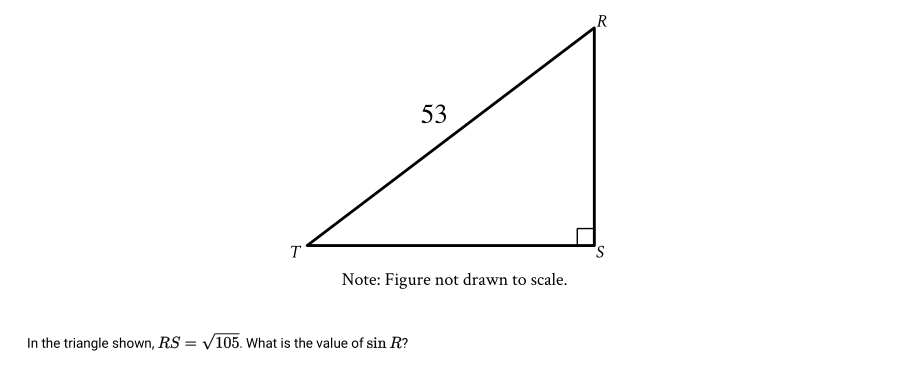 R
53
T
S
Note: Figure not drawn to scale.
In the triangle shown, RS = √105. What is the value of sin R?